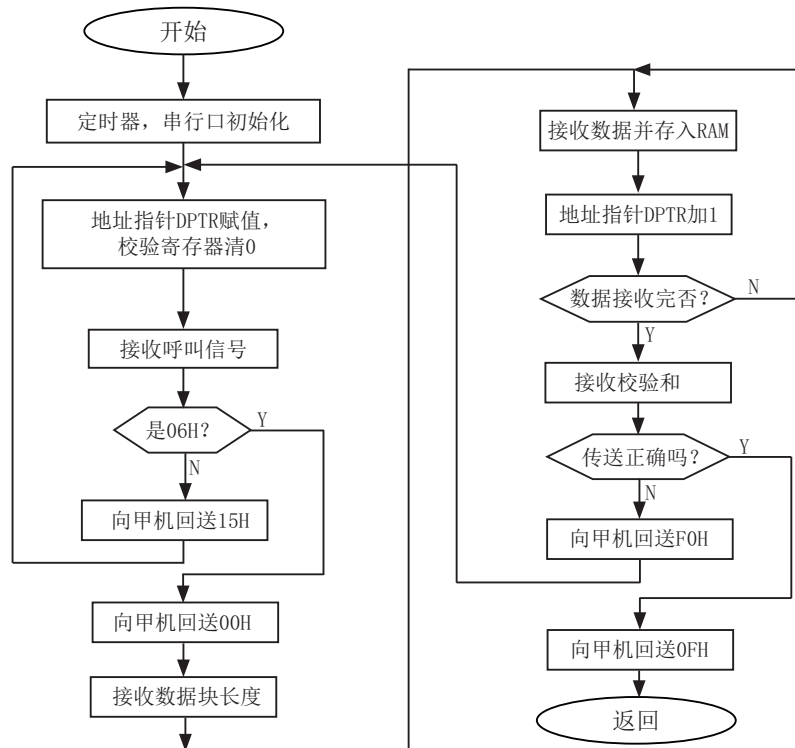 开始
定时器，串行口初始化
地址指针DPTR赋值，
校验寄存器清0
接收呼叫信号
是06H？
Y
N
向甲机回送15H
向甲机回送00H
接收数据块长度
接收数据并存入RAM
地址指针DPTR加1
数据接收完否？
N
Y
接收校验和
传送正确吗？
Y
N
向甲机回送F0H
向甲机回送0FH
返回